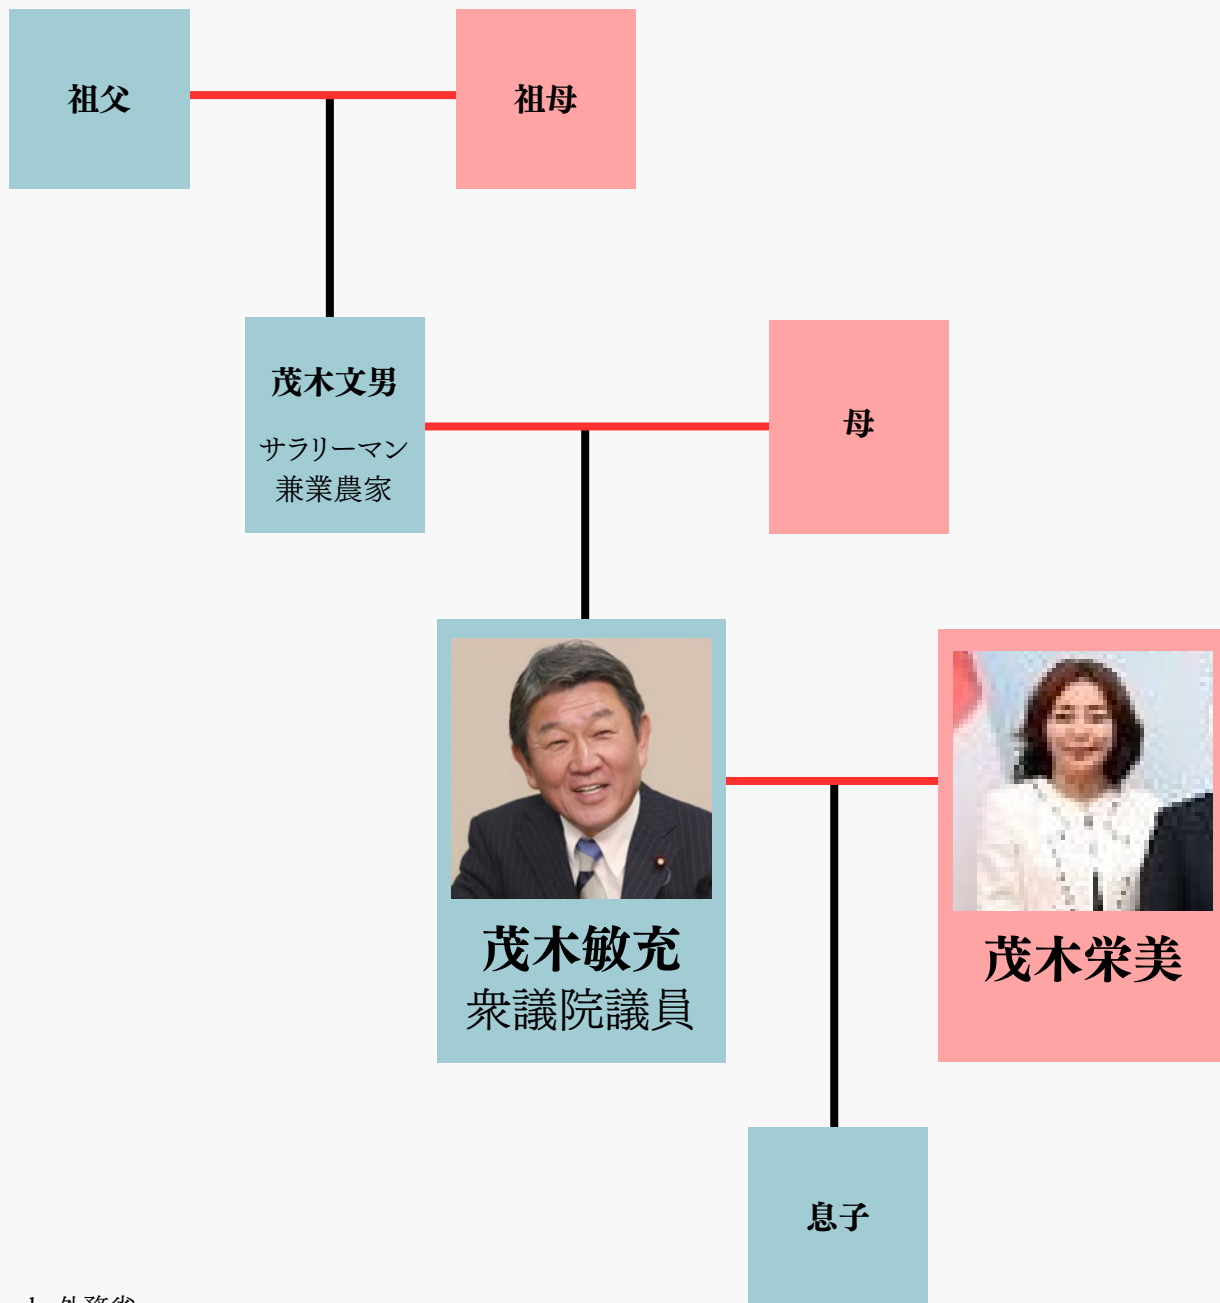 祖父
祖母
茂木文男
サラリーマン
兼業農家
母
茂木敏充
衆議院議員
茂木栄美
息子